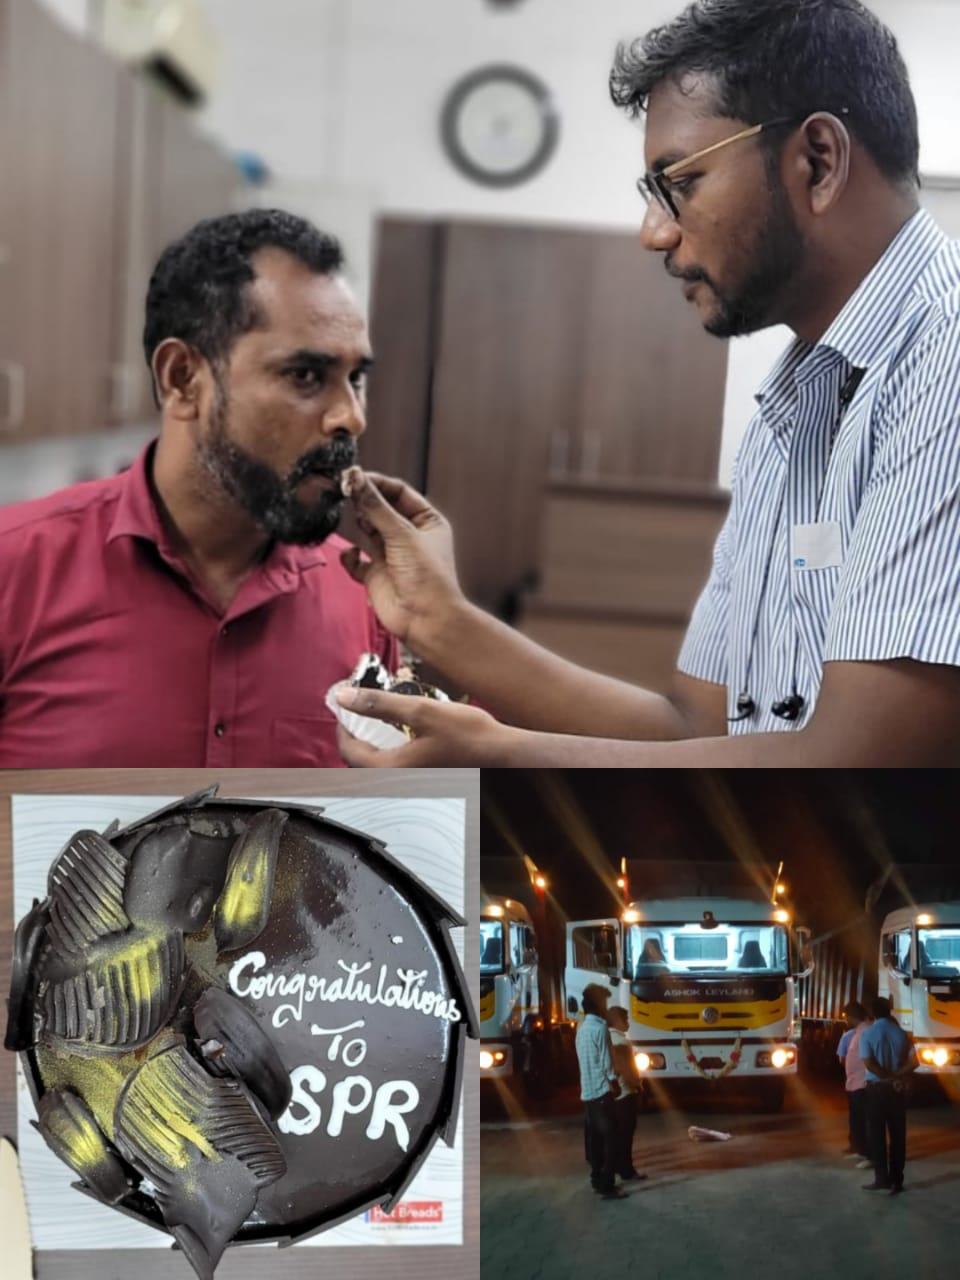 Congratulations
To
SPR
Hot Breads
ASHOK LEYLAND